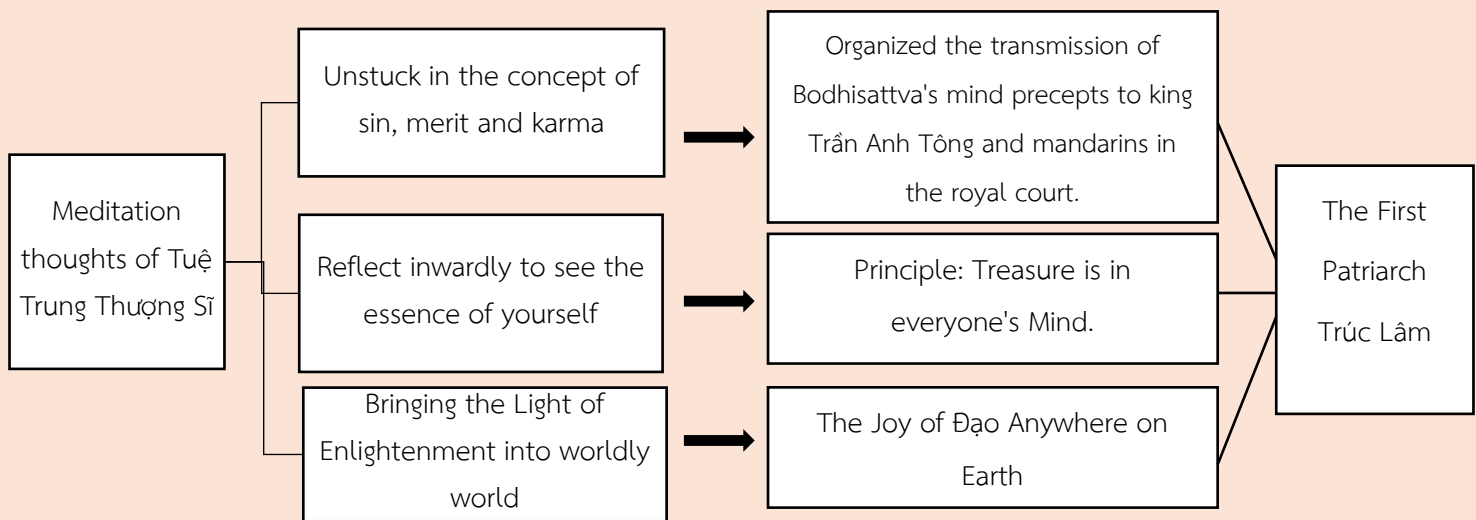 Meditation
thoughts of Tuệ
Trung Thượng Sĩ
Unstuck in the concept of
sin, merit and karma
Reflect inwardly to see the
essence of yourself
Bringing the Light of
Enlightenment into worldly
world
Organized the transmission of
Bodhisattva's mind precepts to king
Trần Anh Tông and mandarins in
the royal court.
Principle: Treasure is in
everyone's Mind.
The Joy of Đạo Anywhere on
Earth
The First
Patriarch
Trúc Lâm